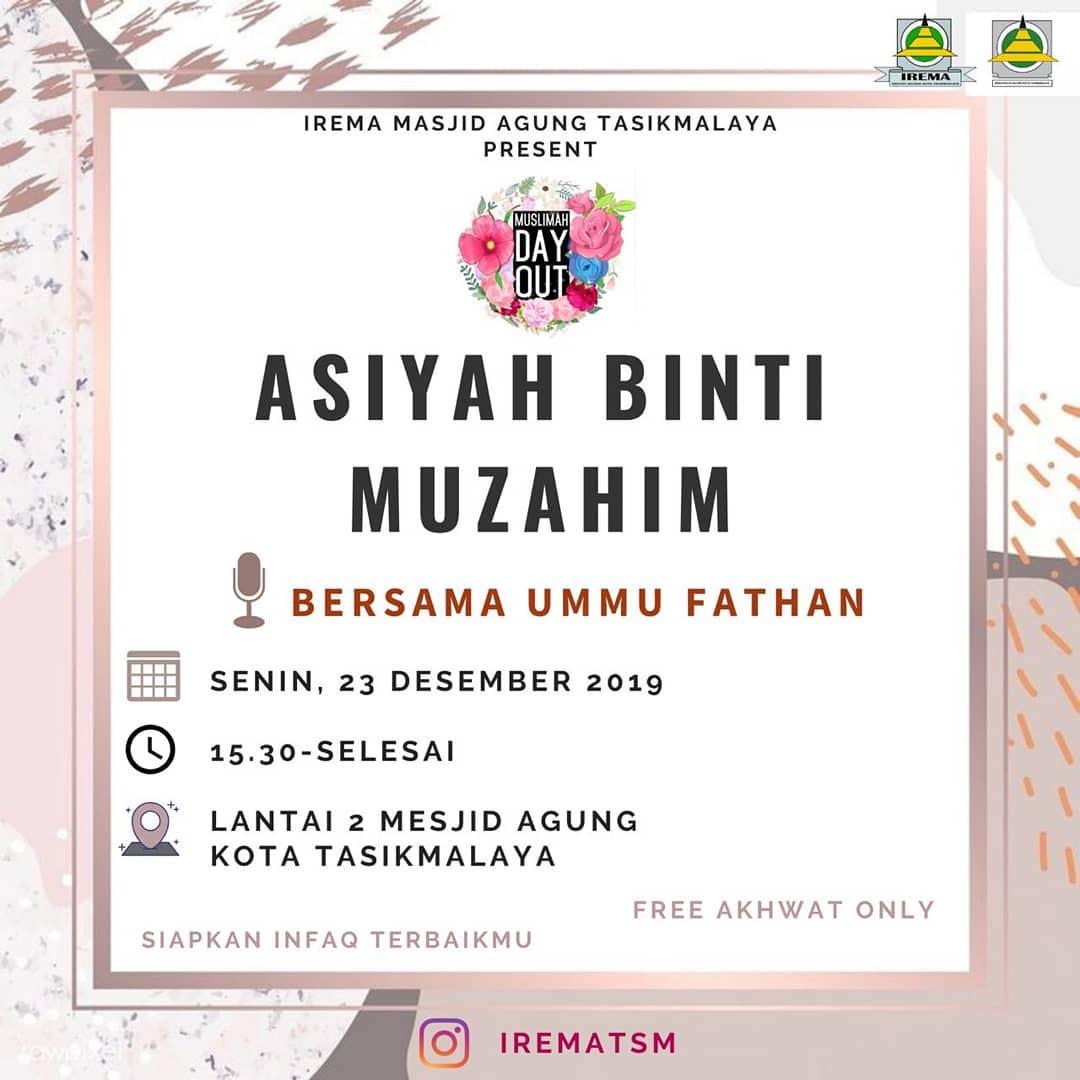 IREMA
IREMA MASJID AGUNG TASIKMALAYA
PRESENT
MUSLIMAH
DAY
OUT
ASIYAH BINTI
MUZAHIM
BERSAMA UMMU FATHAN
SENIN, 23 DESEMBER 2019
15.30-SELESAI
LANTAI 2 MESJID AGUNG
KOTA TASIKMALAYA
FREE AKHWAT ONLY
SIAPKAN INFAQ TERBAIKMU
IREMATSM
rawpixel